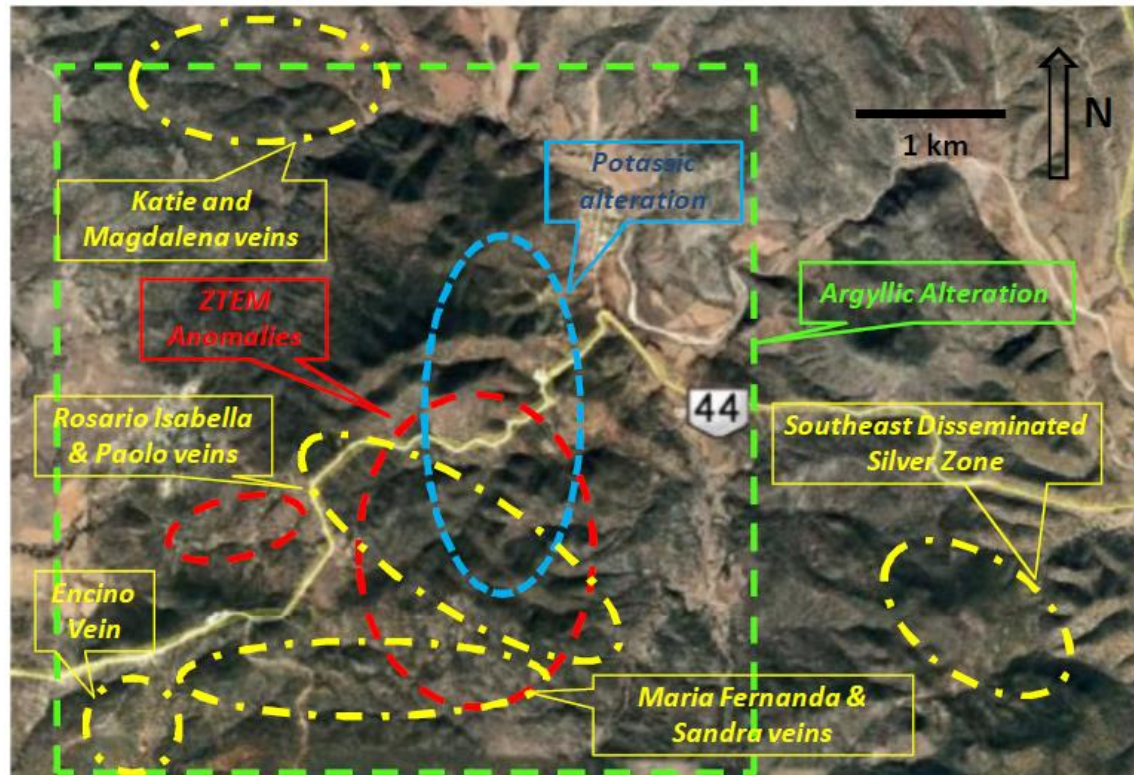 1 km
N
Potassic
alteration
Katie and
Magdalena veins
ZTEM
Anomalies
Argyllic Alteration
Rosario Isabella
& Paolo veins
44
Southeast Disseminated
Silver Zone
Encino
Vein
Maria Fernanda &
Sandra veins